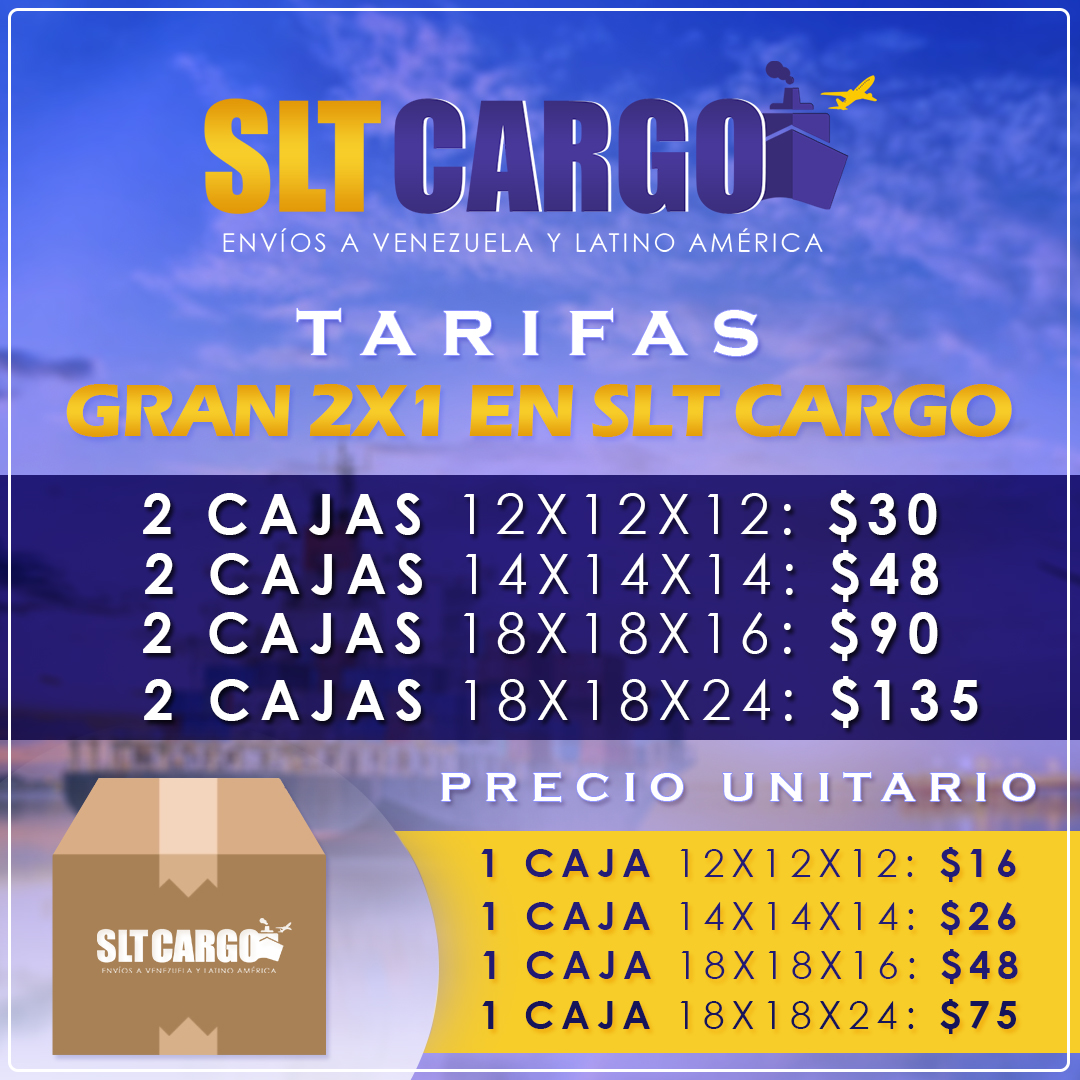 SLT CARGO
ENVÍOS A VENEZUELA Y LATINO AMÉRICA
TARIFAS
GRAN 2X1 EN SLT CARGO
2 CAJAS 12X12X12: $30
2 CAJAS 14X14X14: $48
2 CAJAS 18X18X16: $90
2 CAJAS 18X18X24: $135
PRECIO UNITARIO
1 CAJA 12X12X12: $16
1 CAJA 14X14X14: $26
1 CAJA 18X18X16: $48
1 CAJA 18X18X24: $75
SLT CARGO
ENVÍOS A VENEZUELA Y LATINO AMÉRICA